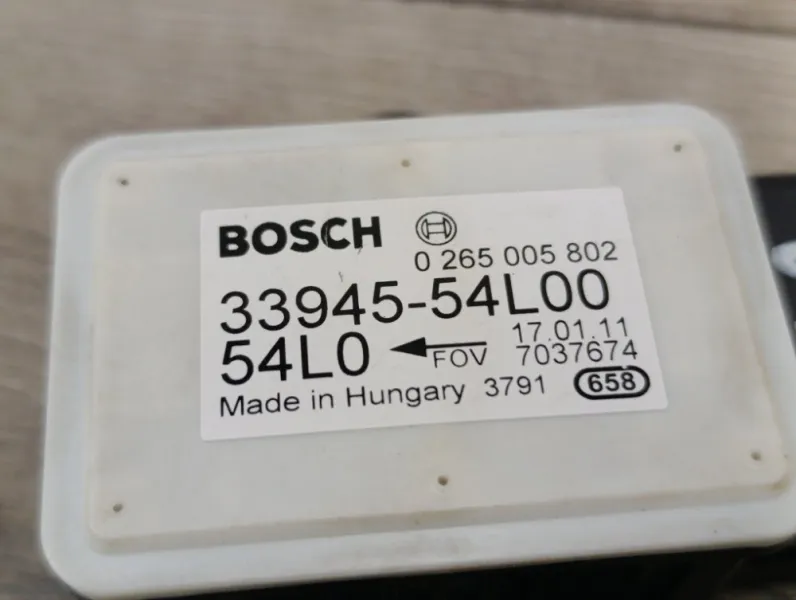 BOSCH
0 265 005 802
33945-54L00
17.01.11
54L0 FOV 7037674
Made in Hungary 3791 658